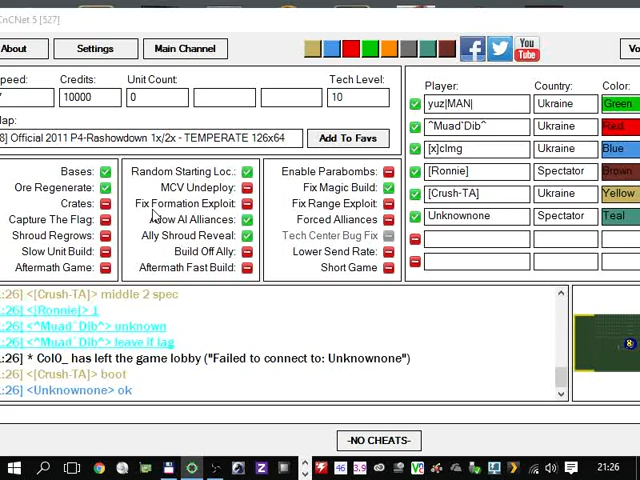 CnCNet 5 [527]
About
Settings
Main Channel
f
You Tube
Speed:
Credits:
Unit Count:
Tech Level:
10000
0
10
Map:
8] Official 2011 P4-Rashowdown 1x/2x - TEMPERATE 126x64
Add To Favs
Bases:
Random Starting Loc.:
Enable Parabombs:
Ore Regenerate:
MCV Undeploy:
Fix Magic Build:
Crates:
Fix Formation Exploit:
Fix Range Exploit:
Capture The Flag:
Allow AI Alliances:
Forced Alliances
Shroud Regrows:
Ally Shroud Reveal:
Tech Center Bug Fix
Slow Unit Build:
Build Off Ally:
Lower Send Rate:
Aftermath Game:
Aftermath Fast Build:
Short Game
Player:
Country:
Color:
yuz|MAN|
Ukraine
Green
^Muad`Dib^
Ukraine
Red
[x]clmg
Ukraine
Blue
[Ronnie]
Spectator
Brown
[Crush-TA]
Ukraine
Yellow
Unknownone
Spectator
Teal
:26] <[Crush-TA]> middle 2 spec
:26] <[Ronnie]> 1
:26] <^Muad`Dib^> unknown
:26] <^Muad`Dib^> leave if lag
:26] * Col0_ has left the game lobby ("Failed to connect to: Unknownone")
:26] <[Crush-TA]> boot
:26] <Unknownone> ok
8
-NO CHEATS-
46
3.9
21:26